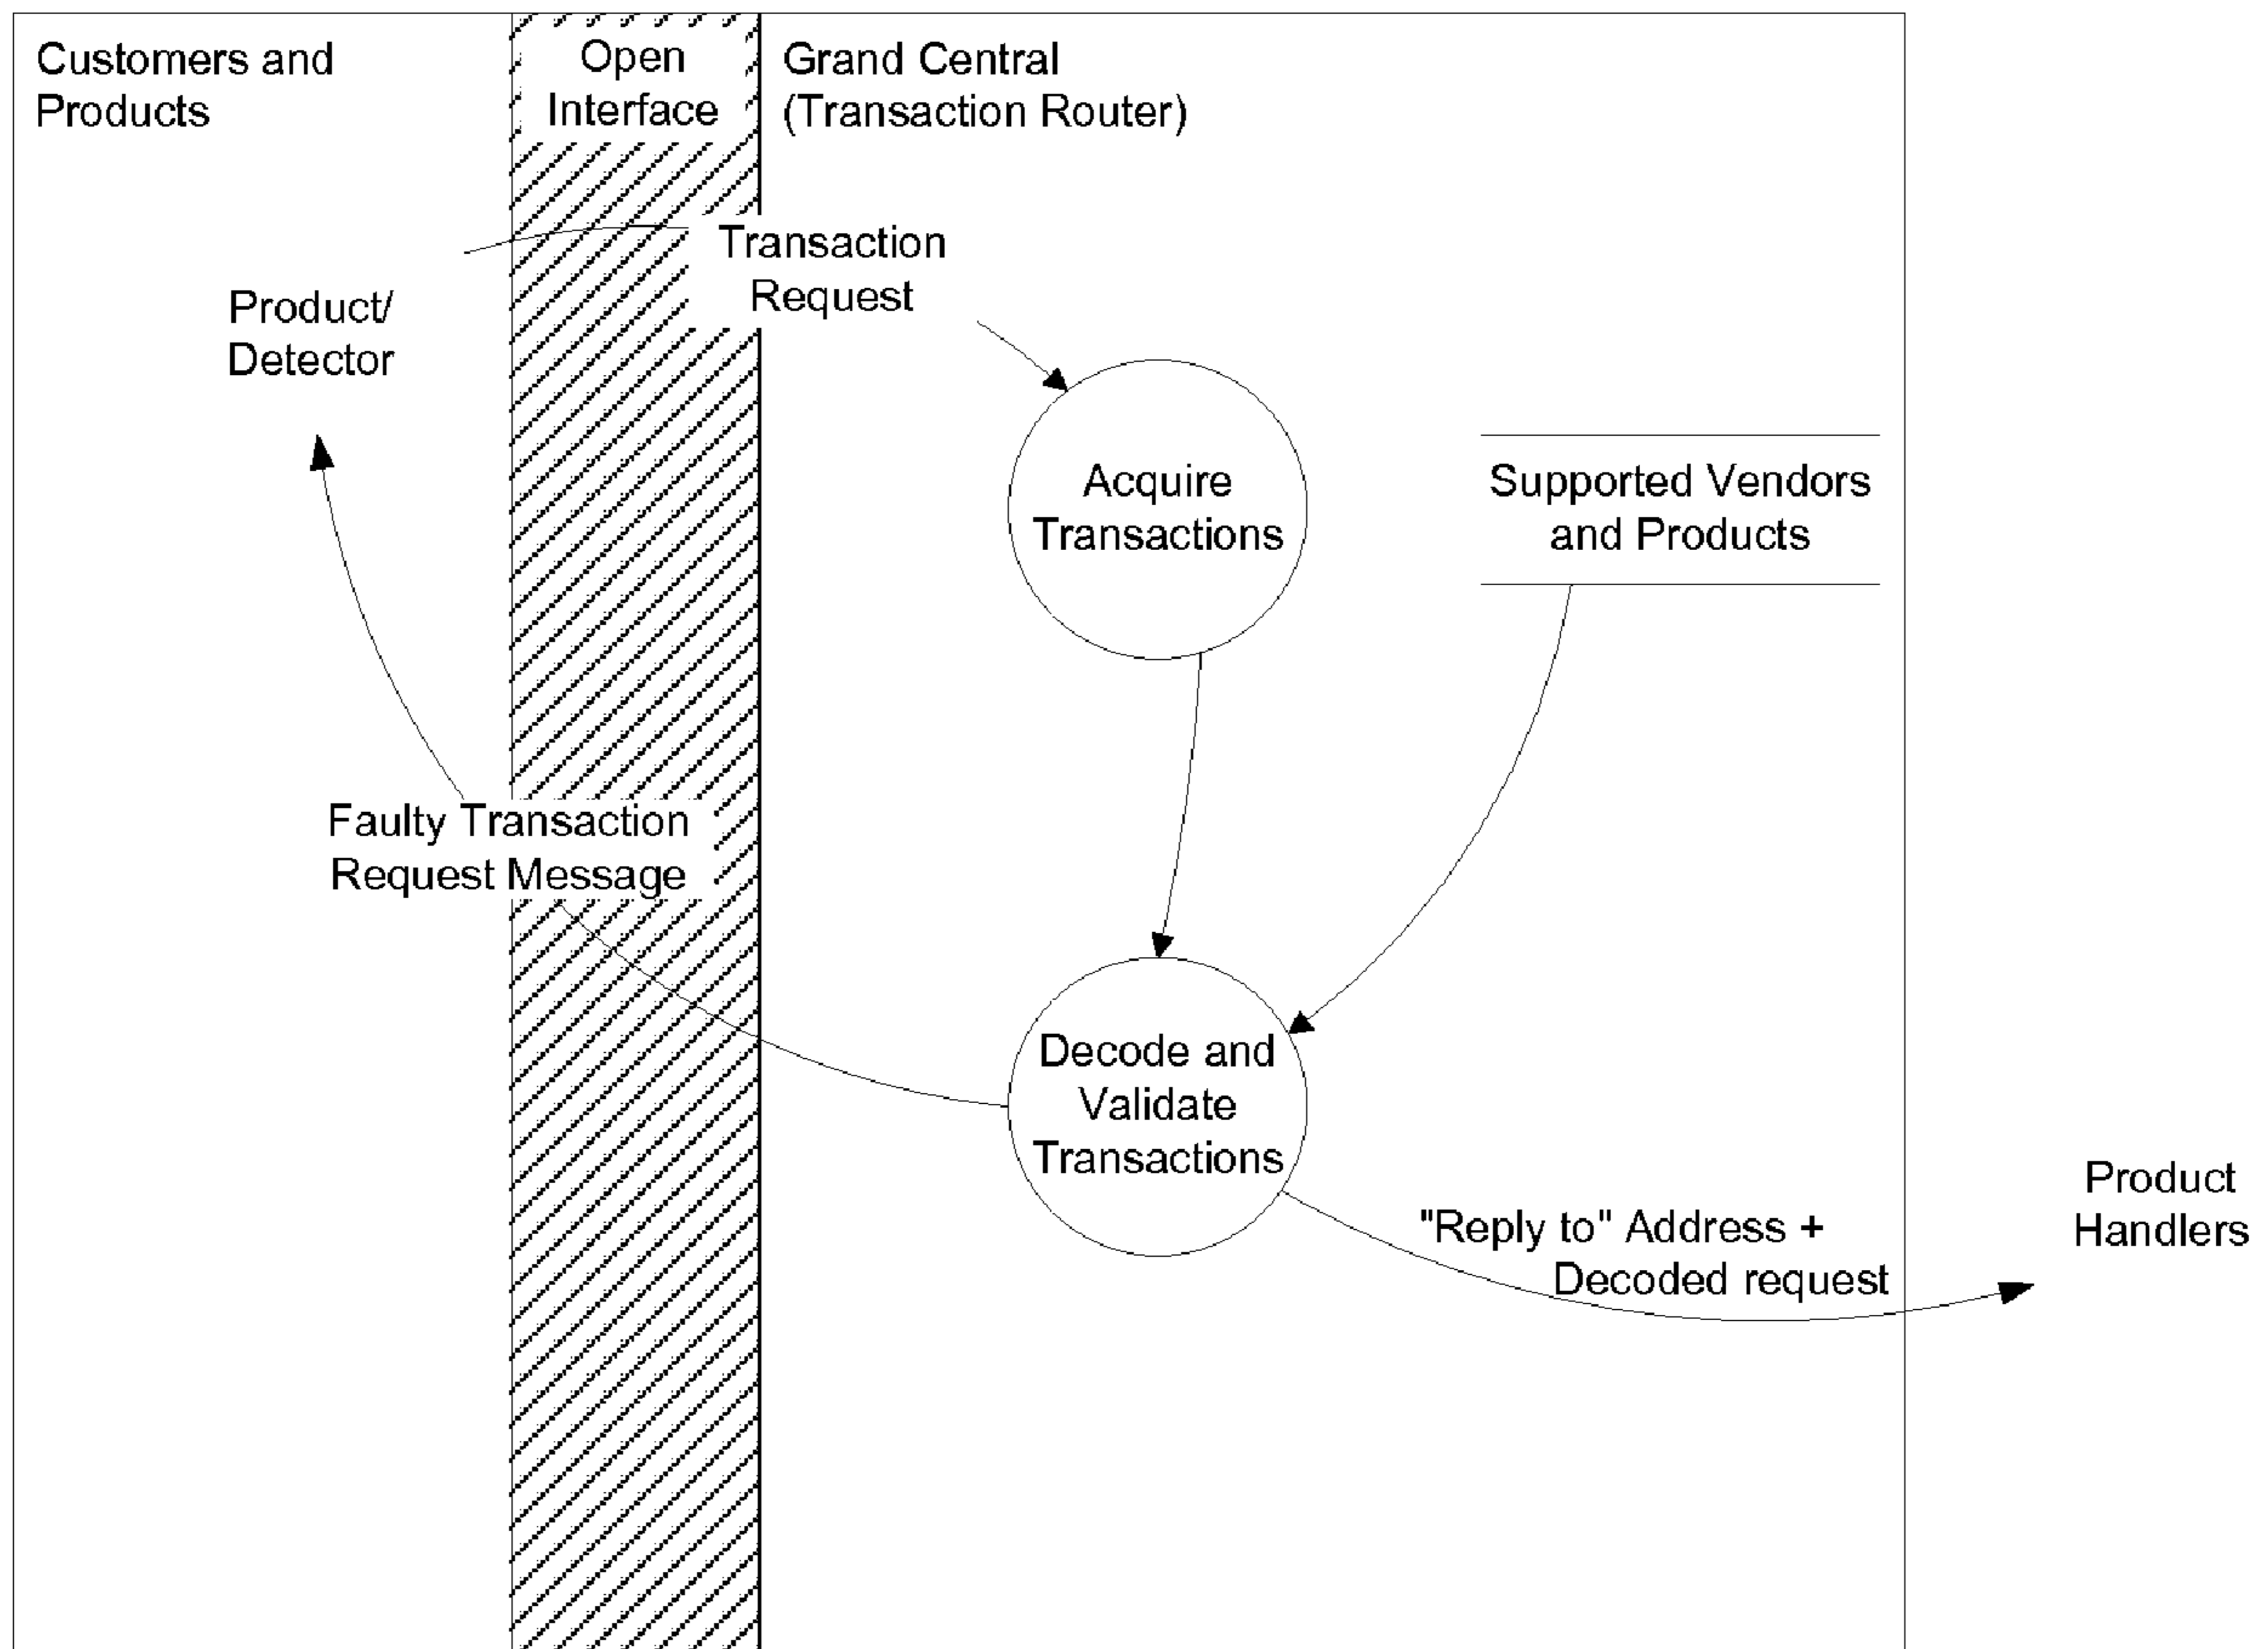 Customers and
Products
Open
Interface
Grand Central
(Transaction Router)
Transaction
Request
Product/
Detector
Acquire
Transactions
Supported Vendors
and Products
Faulty Transaction
Request Message
Decode and
Validate
Transactions
"Reply to" Address +
Decoded request
Product
Handlers